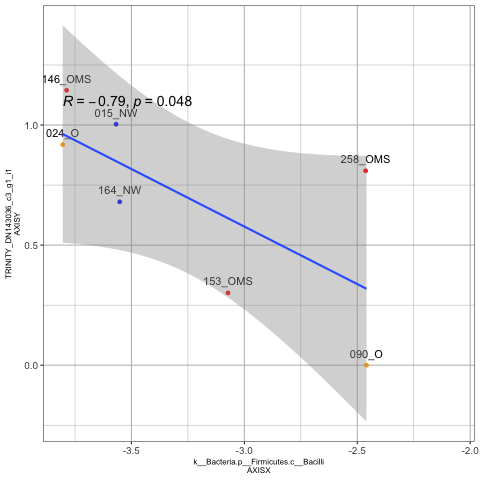 146_OMS
R = −0.79, p = 0.048
015_NW
024_O
258_OMS
164_NW
153_OMS
090_O
1.0
0.5
0.0
-3.5
-3.0
-2.5
-2.0
TRINITY_DN143036_c3_g1_i1
AXISY
k__Bacteria.p__Firmicutes.c__Bacilli
AXISX